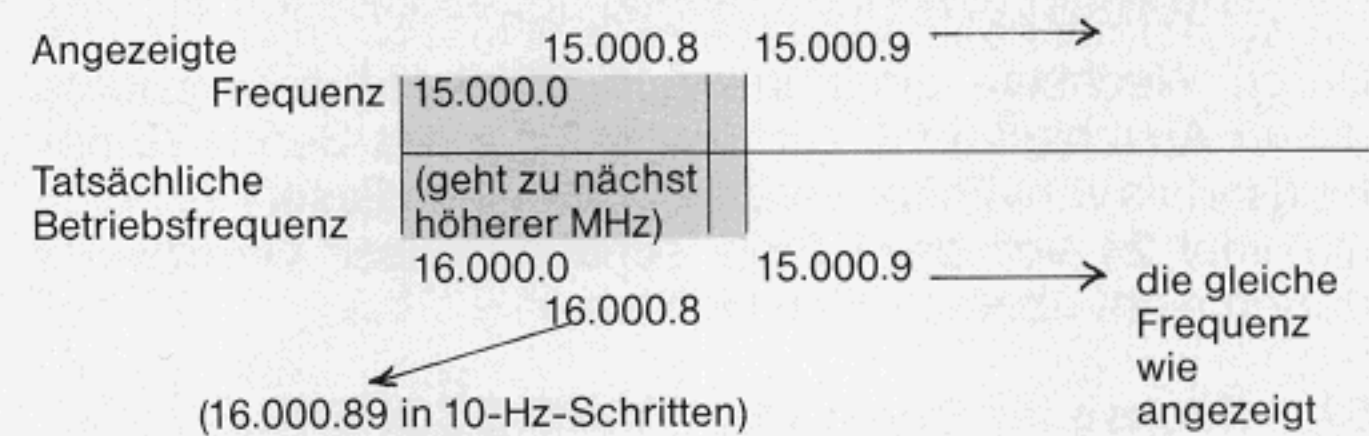 Angezeigte 15.000.8 15.000.9
Frequenz 15.000.0
Tatsächliche (geht zu nächst
Betriebsfrequenz höherer MHz)
16.000.0 15.000.9 die gleiche
16.000.8 Frequenz
wie
(16.000.89 in 10-Hz-Schritten) angezeigt